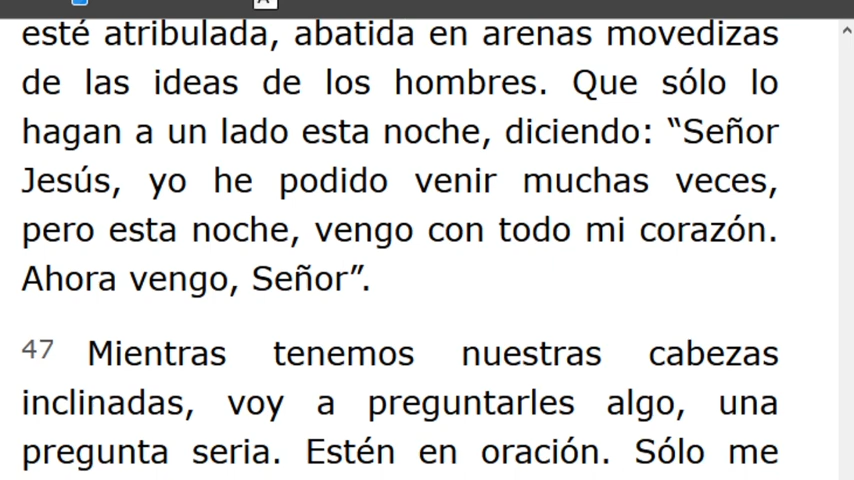 esté atribulada, abatida en arenas movedizas
de las ideas de los hombres. Que sólo lo
hagan a un lado esta noche, diciendo: “Señor
Jesús, yo he podido venir muchas veces,
pero esta noche, vengo con todo mi corazón.
Ahora vengo, Señor”.
47 Mientras tenemos nuestras cabezas
inclinadas, voy a preguntarles algo, una
pregunta seria. Estén en oración. Sólo me